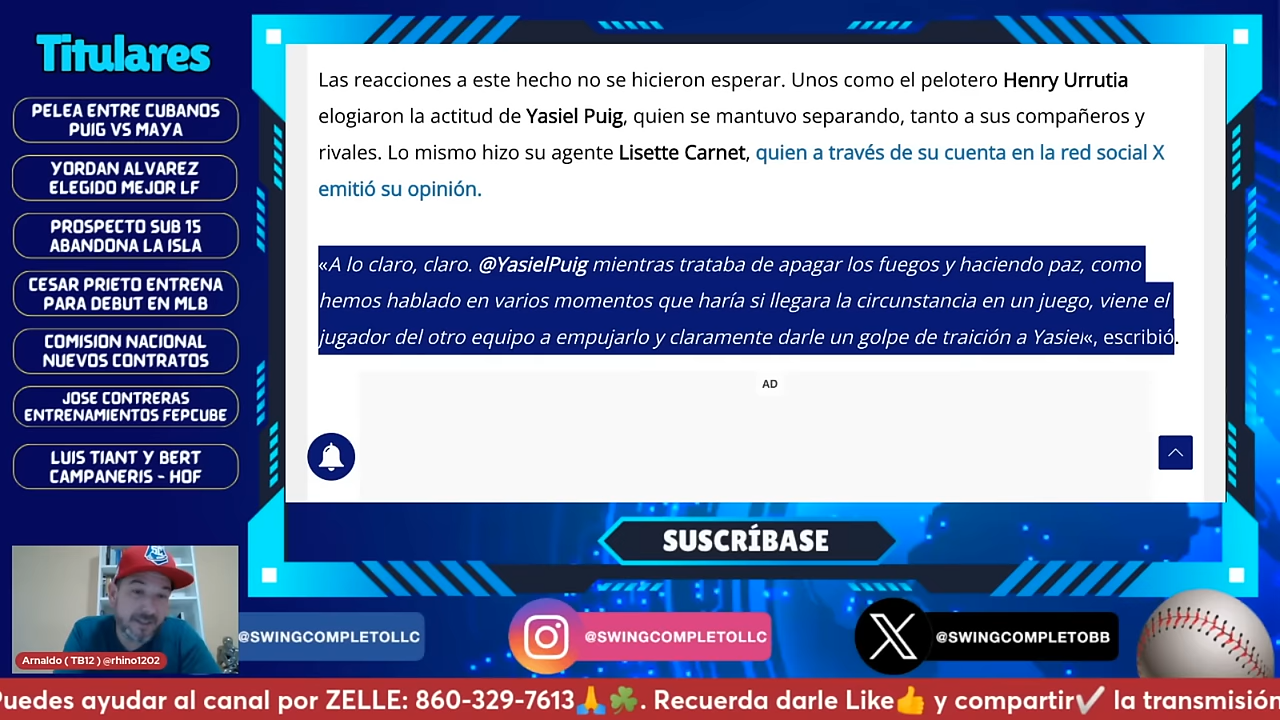 Titulares
PELEA ENTRE CUBANOS
PUIG VS MAYA
YORDAN ALVAREZ
ELEGIDO MEJOR LF
PROSPECTO SUB 15
ABANDONA LA ISLA
CESAR PRIETO ENTRENA
PARA DEBUT EN MLB
COMISION NACIONAL
NUEVOS CONTRATOS
JOSE CONTRERAS
ENTRENAMIENTOS FEPCUBE
LUIS TIANT Y BERT
CAMPANERIS - HOF
Las reacciones a este hecho no se hicieron esperar. Unos como el pelotero Henry Urrutia
elogiaron la actitud de Yasiel Puig, quien se mantuvo separando, tanto a sus compañeros y
rivales. Lo mismo hizo su agente Lisette Carnet, quien a través de su cuenta en la red social X
emitió su opinión.
«A lo claro, claro. @YasielPuig mientras trataba de apagar los fuegos y haciendo paz, como
hemos hablado en varios momentos que haría si llegara la circunstancia en un juego, viene el
jugador del otro equipo a empujarlo y claramente darle un golpe de traición a Yasiel«, escribió.
AD
SUSCRÍBASE
Arnaldo ( TB12 ) @rhino1202
@SWINGCOMPLETOLLC
@SWINGCOMPLETOLLC
@SWINGCOMPLETOBB
Puedes ayudar al canal por ZELLE: 860-329-7613🙏☘️. Recuerda darle Like👍 y compartir✔️ la transmisión